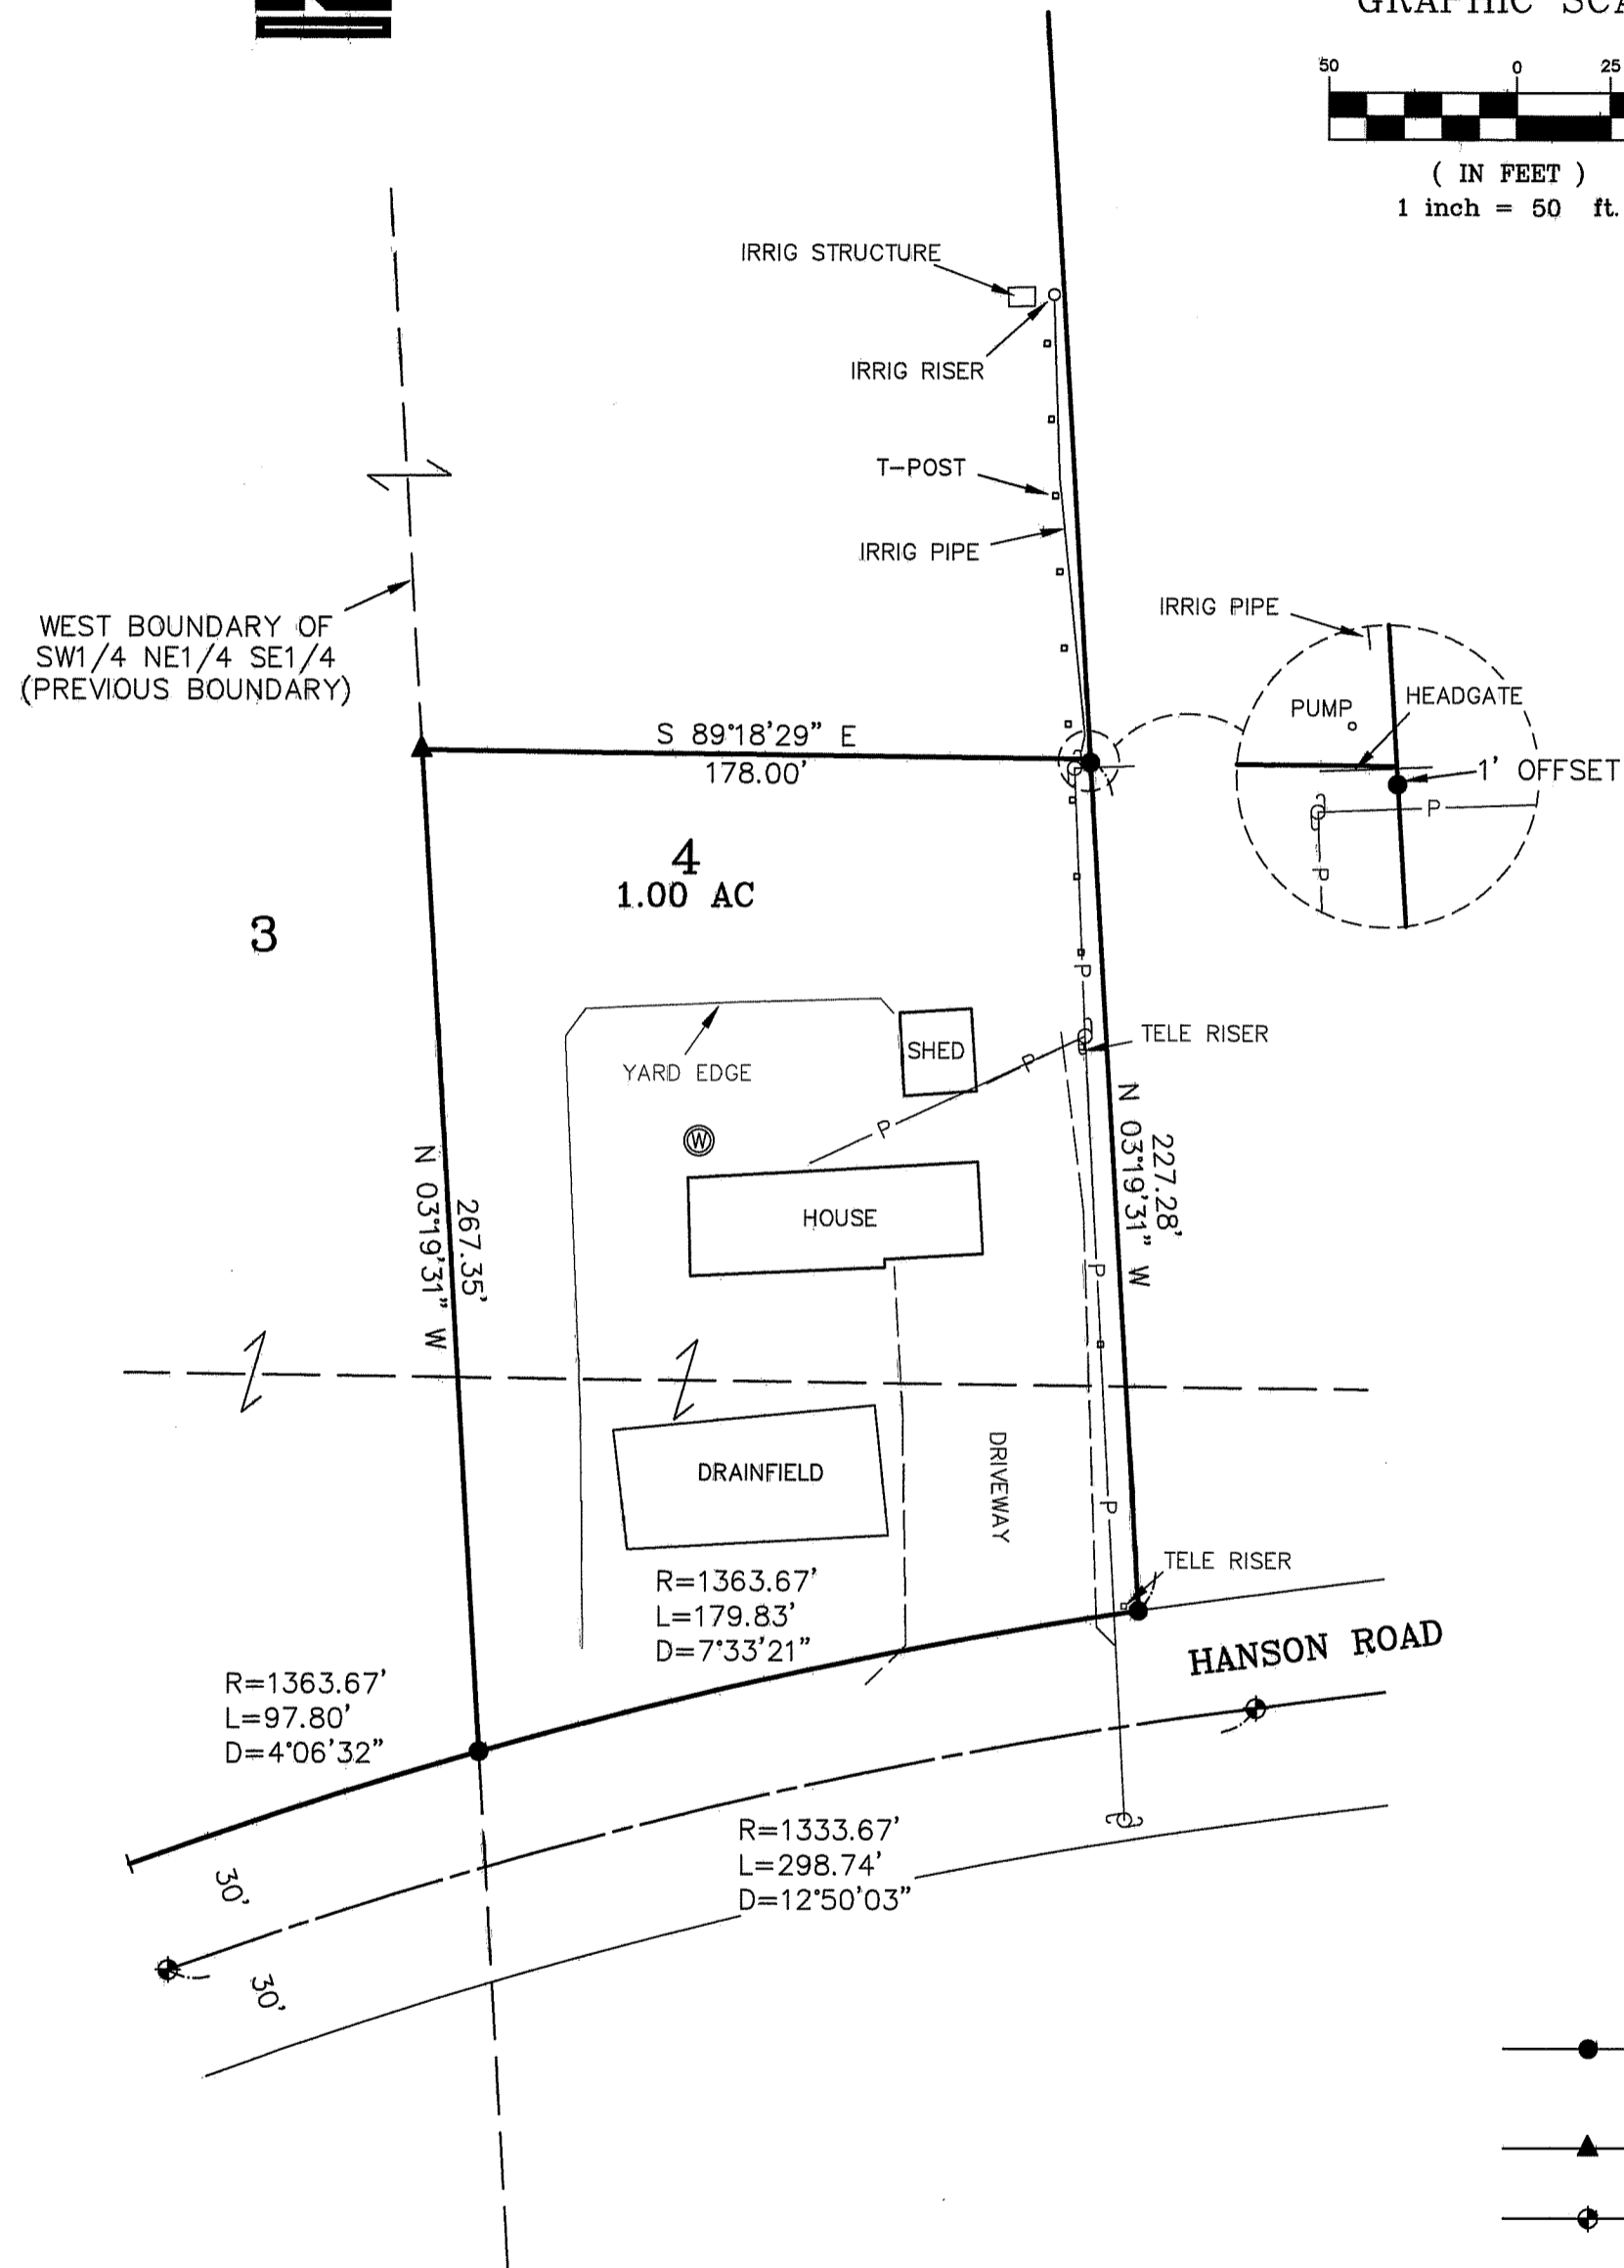 GRAPHIC SCA
50
0
25
( IN FEET )
1 inch = 50 ft.
IRRIG STRUCTURE
IRRIG RISER
T-POST
IRRIG PIPE
WEST BOUNDARY OF
SW1/4 NE1/4 SE1/4
(PREVIOUS BOUNDARY)
IRRIG PIPE
PUMP
HEADGATE
1' OFFSET
P
P
S 89°18'29" E
178.00'
4
1.00 AC
3
P
SHED
TELE RISER
P
YARD EDGE
P
W
N 03°19'31" W
227.28'
HOUSE
N 03°19'31" W
267.35'
P
DRAINFIELD
DRIVEWAY
P
TELE RISER
R=1363.67'
L=179.83'
D=7°33'21"
HANSON ROAD
R=1363.67'
L=97.80'
D=4°06'32"
R=1333.67'
L=298.74'
D=12°50'03"
30'
30'